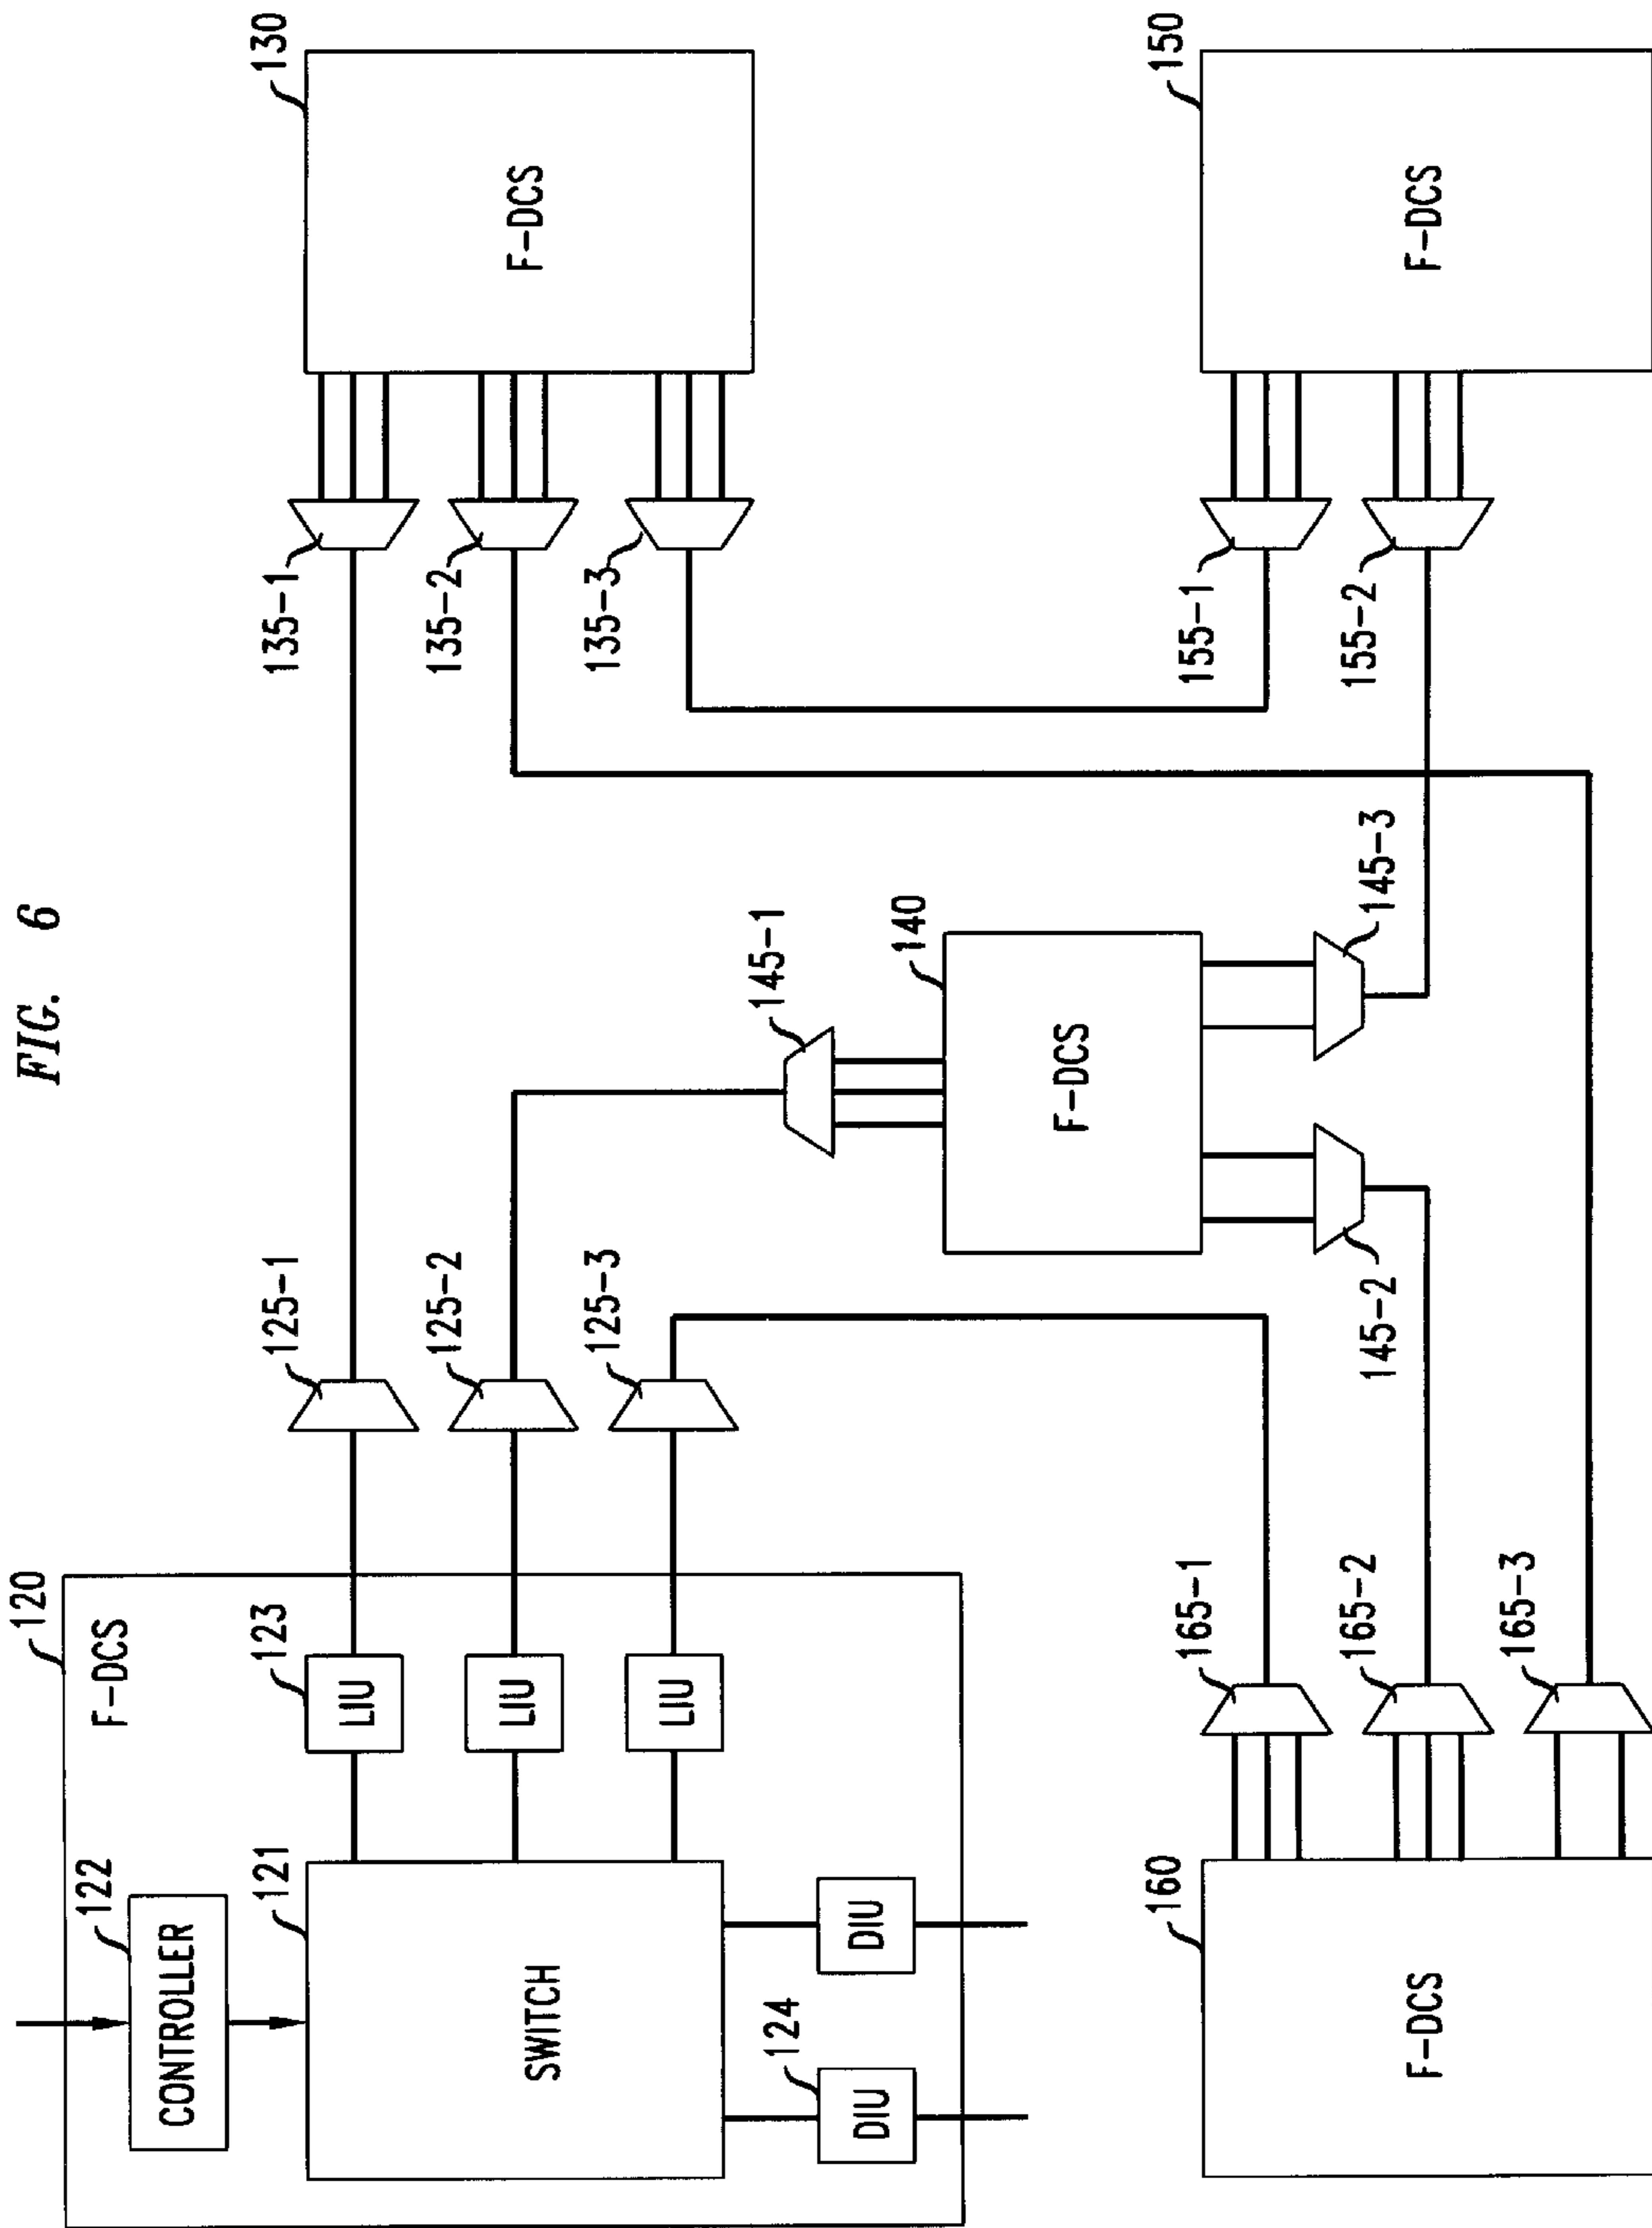 FIG. 6
120
F-DCS
122
CONTROLLER
121
SWITCH
123
LIU
LIU
LIU
124
DIU
DIU
125-1
125-2
125-3
130
F-DCS
135-1
135-2
135-3
140
F-DCS
145-1
145-2
145-3
150
F-DCS
155-1
155-2
160
F-DCS
165-1
165-2
165-3